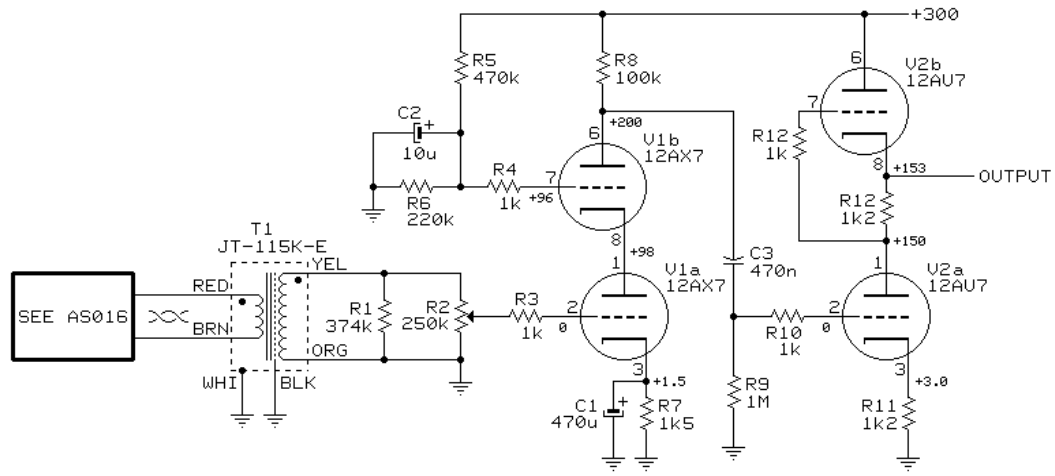 +300
R5
470k
R8
100k
6
V2b
12AU7
C2
+
10u
6
+200
V1b
12AX7
7
R12
1k
8
+153
OUTPUT
R4
1k
7
+96
R6
220k
R12
1k2
T1
JT-115K-E
8
+98
+150
YEL
RED
SEE AS016
BRN
ORG
WHI
BLK
R1
374k
R2
250k
R3
1k
2
0
1
V1a
12AX7
C3
470n
1
V2a
12AU7
R10
1k
2
0
3
+1.5
3
+3.0
C1
470u
+
R7
1k5
R9
1M
R11
1k2